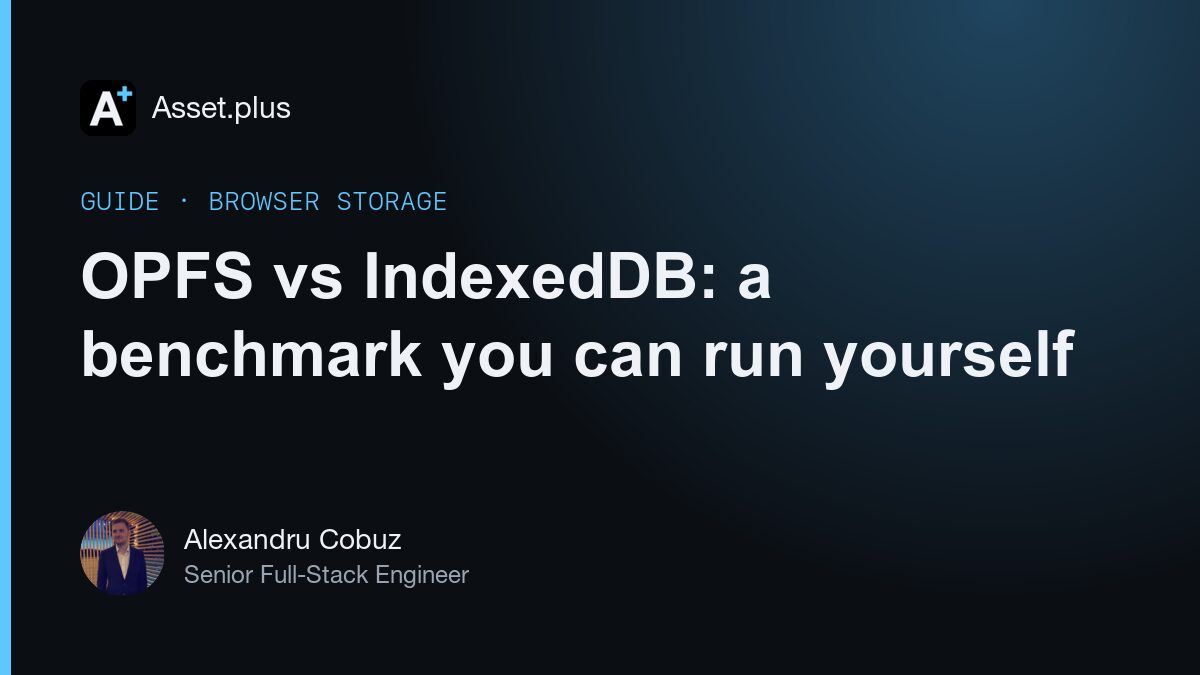 A+
Asset.plus
GUIDE · BROWSER STORAGE
OPFS vs IndexedDB: a
benchmark you can run yourself
Alexandru Cobuz
Senior Full-Stack Engineer